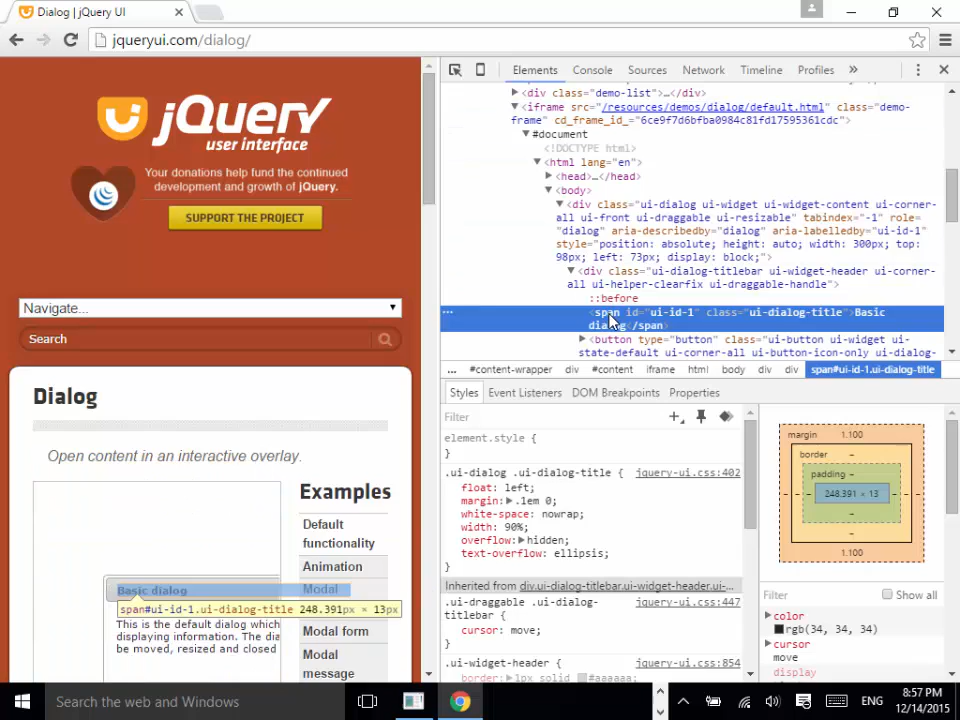 Dialog | jQuery UI
jqueryui.com/dialog/
jQuery
user interface
Your donations help fund the continued
development and growth of jQuery.
SUPPORT THE PROJECT
Navigate...
Search
Dialog
Open content in an interactive overlay.
Examples
Default
functionality
Animation
Modal
Modal form
Modal
message
Basic dialog
span#ui-id-1.ui-dialog-title 248.391px × 13px
This is the default dialog which
displaying information. The dia
be moved, resized and closed
Elements Console Sources Network Timeline Profiles »
▶<div class="demo-list">…</div>
▼<iframe src="/resources/demos/dialog/default.html" class="demo-
frame" cd_frame_id_="6ce9f7d6bfba0984c81fd17595361cdc">
▼#document
<!DOCTYPE html>
▼<html lang="en">
▶<head>…</head>
▼<body>
▼<div class="ui-dialog ui-widget ui-widget-content ui-corner-
all ui-front ui-draggable ui-resizable" tabindex="-1" role=
"dialog" aria-describedby="dialog" aria-labelledby="ui-id-1"
style="position: absolute; height: auto; width: 300px; top:
98px; left: 73px; display: block;">
▼<div class="ui-dialog-titlebar ui-widget-header ui-corner-
all ui-helper-clearfix ui-draggable-handle">
::before
<span id="ui-id-1" class="ui-dialog-title">Basic
dialog</span>
▶<button type="button" class="ui-button ui-widget ui-
state-default ui-corner-all ui-button-icon-only ui-dialog-
... #content-wrapper div #content iframe html body div div span#ui-id-1.ui-dialog-title
Styles Event Listeners DOM Breakpoints Properties
Filter
element.style {
}
.ui-dialog .ui-dialog-title { jquery-ui.css:402
float: left;
margin:▶.1em 0;
white-space: nowrap;
width: 90%;
overflow:▶hidden;
text-overflow: ellipsis;
}
Inherited from div.ui-dialog-titlebar.ui-widget-header.ui-…
.ui-draggable .ui-dialog- jquery-ui.css:447
titlebar {
cursor: move;
}
.ui-widget-header { jquery-ui.css:854
border:▶1px solid #aaaaaa;
margin 1.100
border –
padding –
– – – 248.391 × 13 – – –
–
–
1.100
Filter Show all
▶color
rgb(34, 34, 34)
▶cursor
move
display
Search the web and Windows
ENG
8:57 PM
12/14/2015